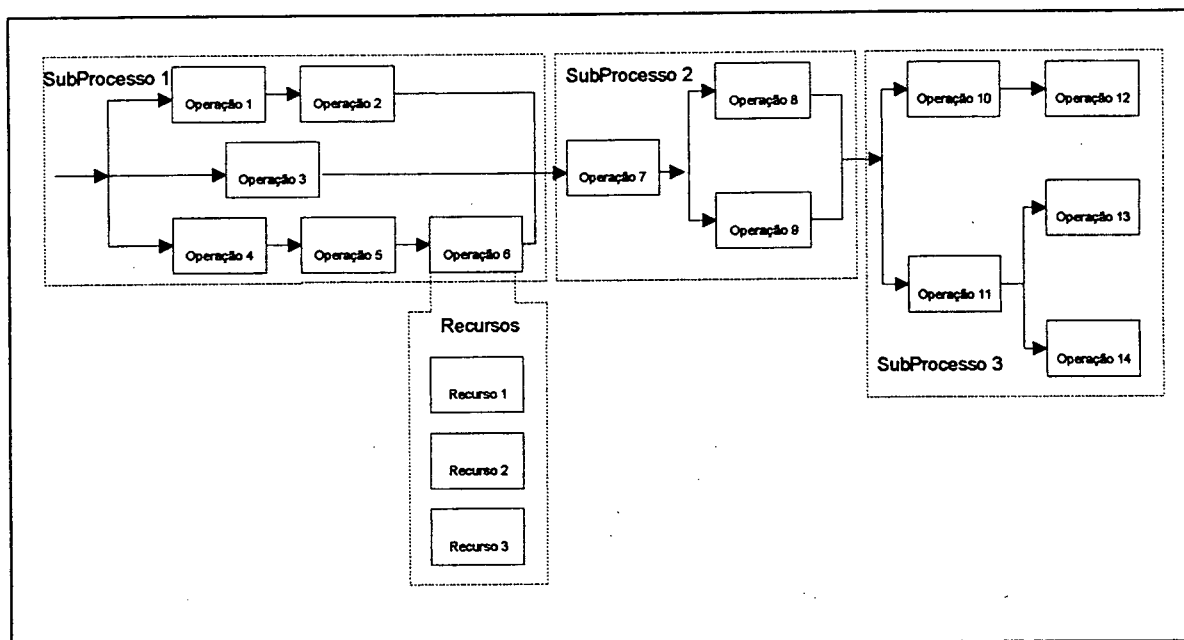 SubProcesso 1
Operação 1
Operação 2
Operação 3
Operação 4
Operação 5
Operação 6
SubProcesso 2
Operação 7
Operação 8
Operação 9
Operação 10
Operação 12
Operação 13
Operação 11
Operação 14
SubProcesso 3
Recursos
Recurso 1
Recurso 2
Recurso 3